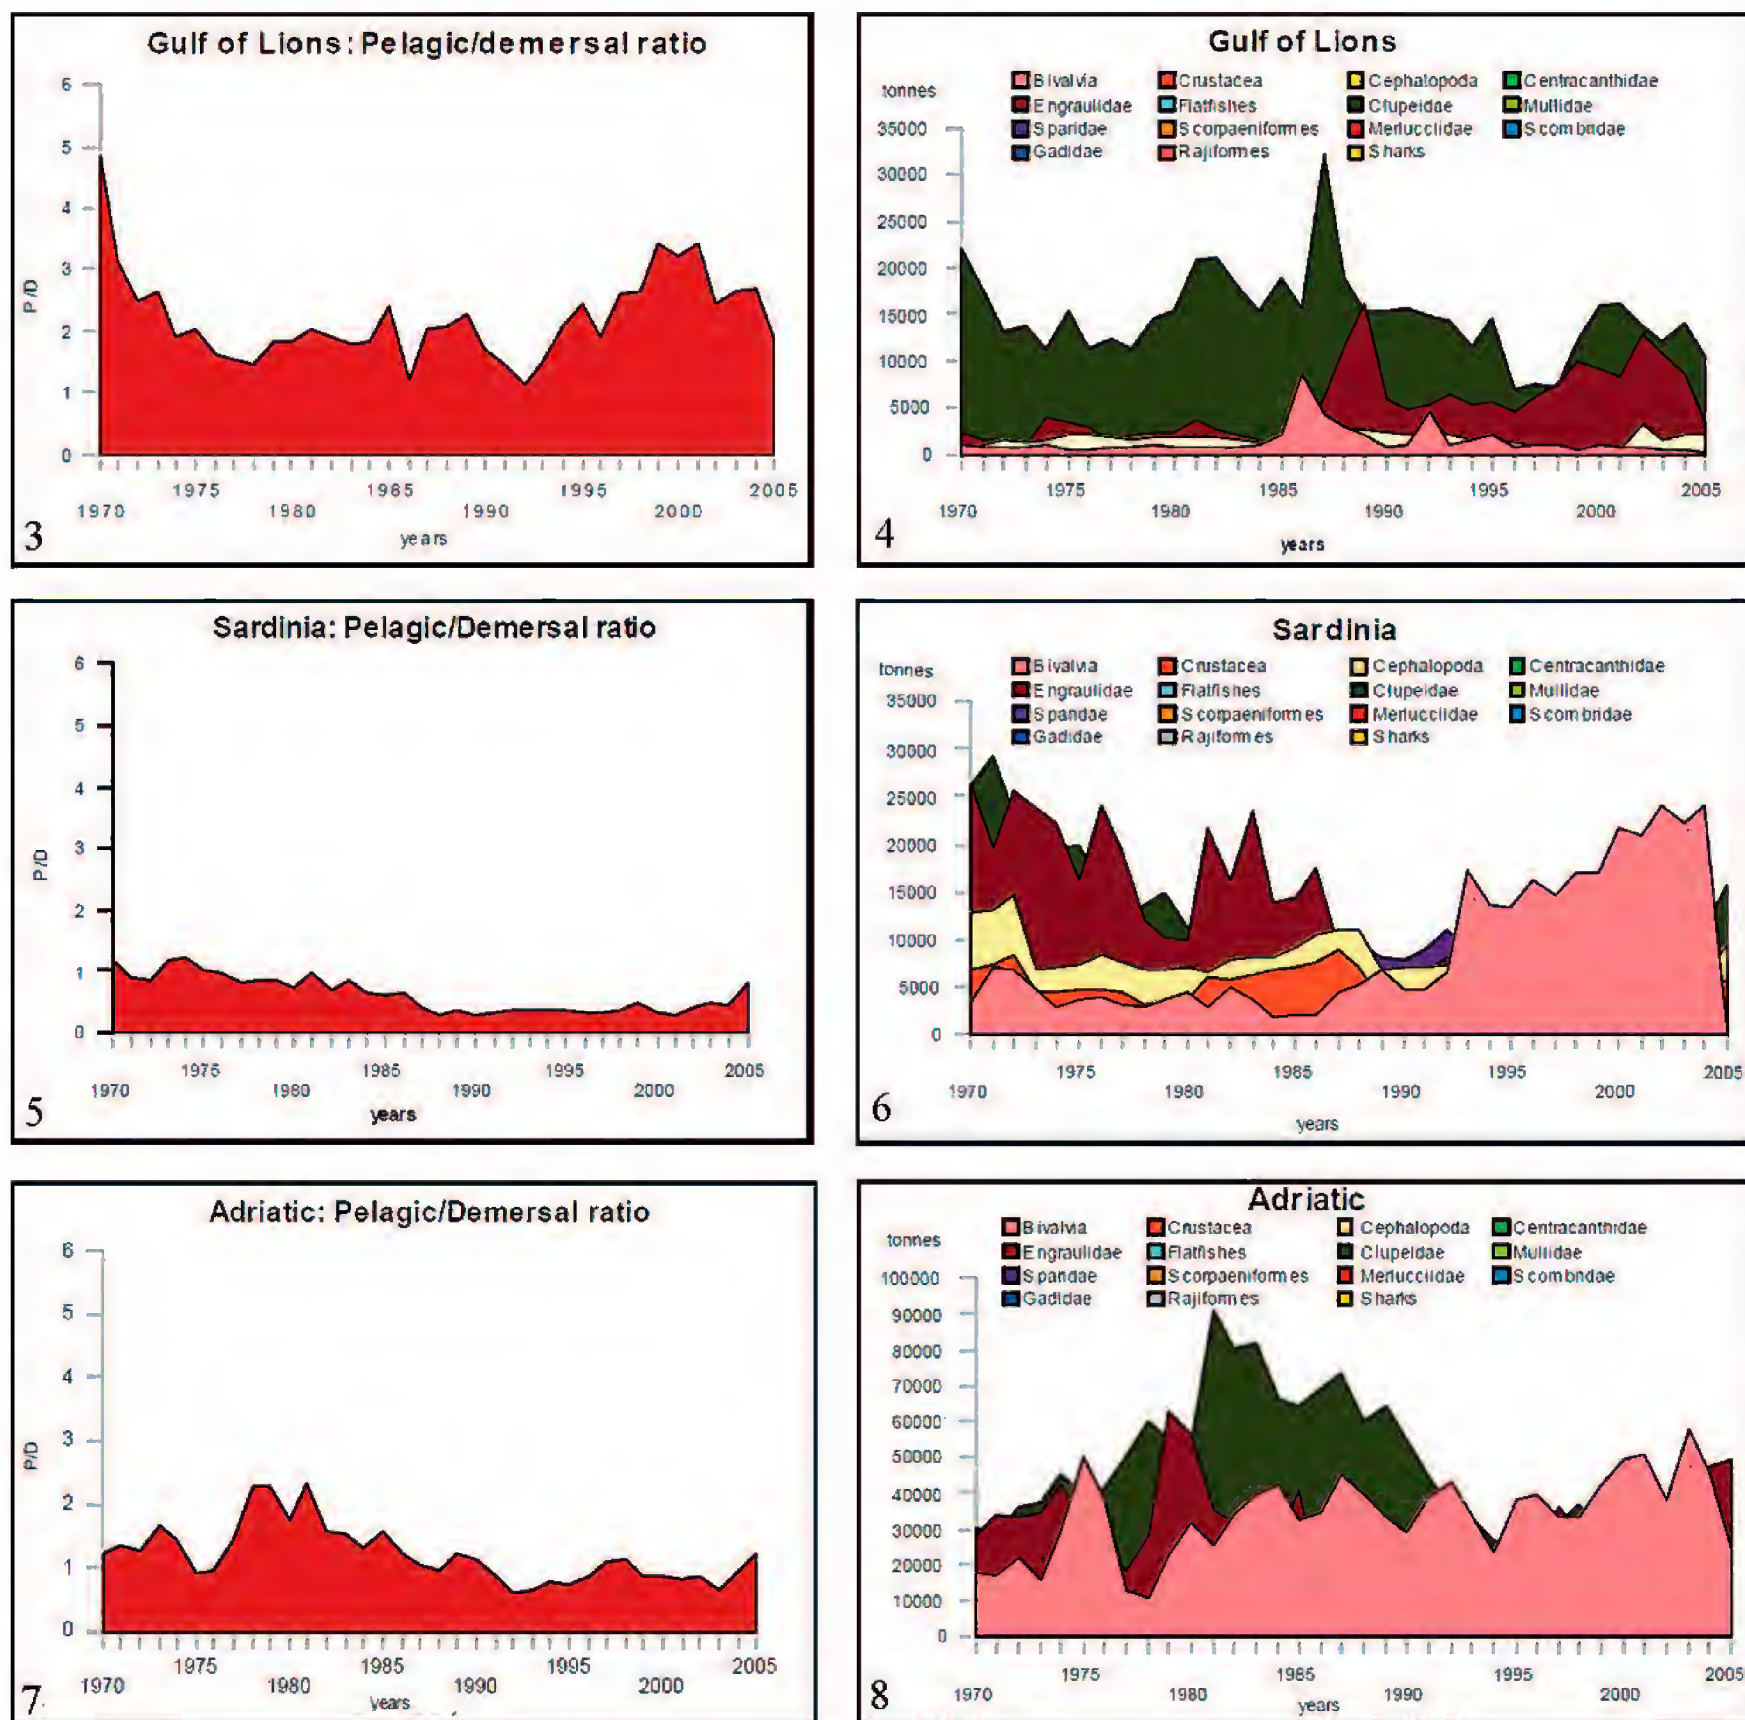 Gulf of Lions: Pelagic/demersal ratio
6
5
4
3
2
1
0
P/D
1975 1985 1995 2005
1970 1980 1990 2000
years
3
Gulf of Lions
tonnes
Bivalvia Crustacea Cephalopoda Centracanthidae
Engraulidae Flatfishes Clupeidae Mullidae
Sparidae Scorpaeniformes Merlucciidae Scombridae
Gadidae Rajiformes Sharks
35000
30000
25000
20000
15000
10000
5000
0
1975 1985 1995 2005
1970 1980 1990 2000
years
4
Sardinia: Pelagic/Demersal ratio
6
5
4
3
2
1
0
P/D
1975 1985 1995 2005
1970 1980 1990 2000
years
5
Sardinia
tonnes
Bivalvia Crustacea Cephalopoda Centracanthidae
Engraulidae Flatfishes Clupeidae Mullidae
Sparidae Scorpaeniformes Merlucciidae Scombridae
Gadidae Rajiformes Sharks
35000
30000
25000
20000
15000
10000
5000
0
1975 1985 1995 2005
1970 1980 1990 2000
years
6
Adriatic: Pelagic/Demersal ratio
6
5
4
3
2
1
0
P/D
1975 1985 1995 2005
1970 1980 1990 2000
years
7
Adriatic
tonnes
Bivalvia Crustacea Cephalopoda Centracanthidae
Engraulidae Flatfishes Clupeidae Mullidae
Sparidae Scorpaeniformes Merlucciidae Scombridae
Gadidae Rajiformes Sharks
100000
90000
80000
70000
60000
50000
40000
30000
20000
10000
0
1975 1985 1995 2005
1970 1980 1990 2000
years
8